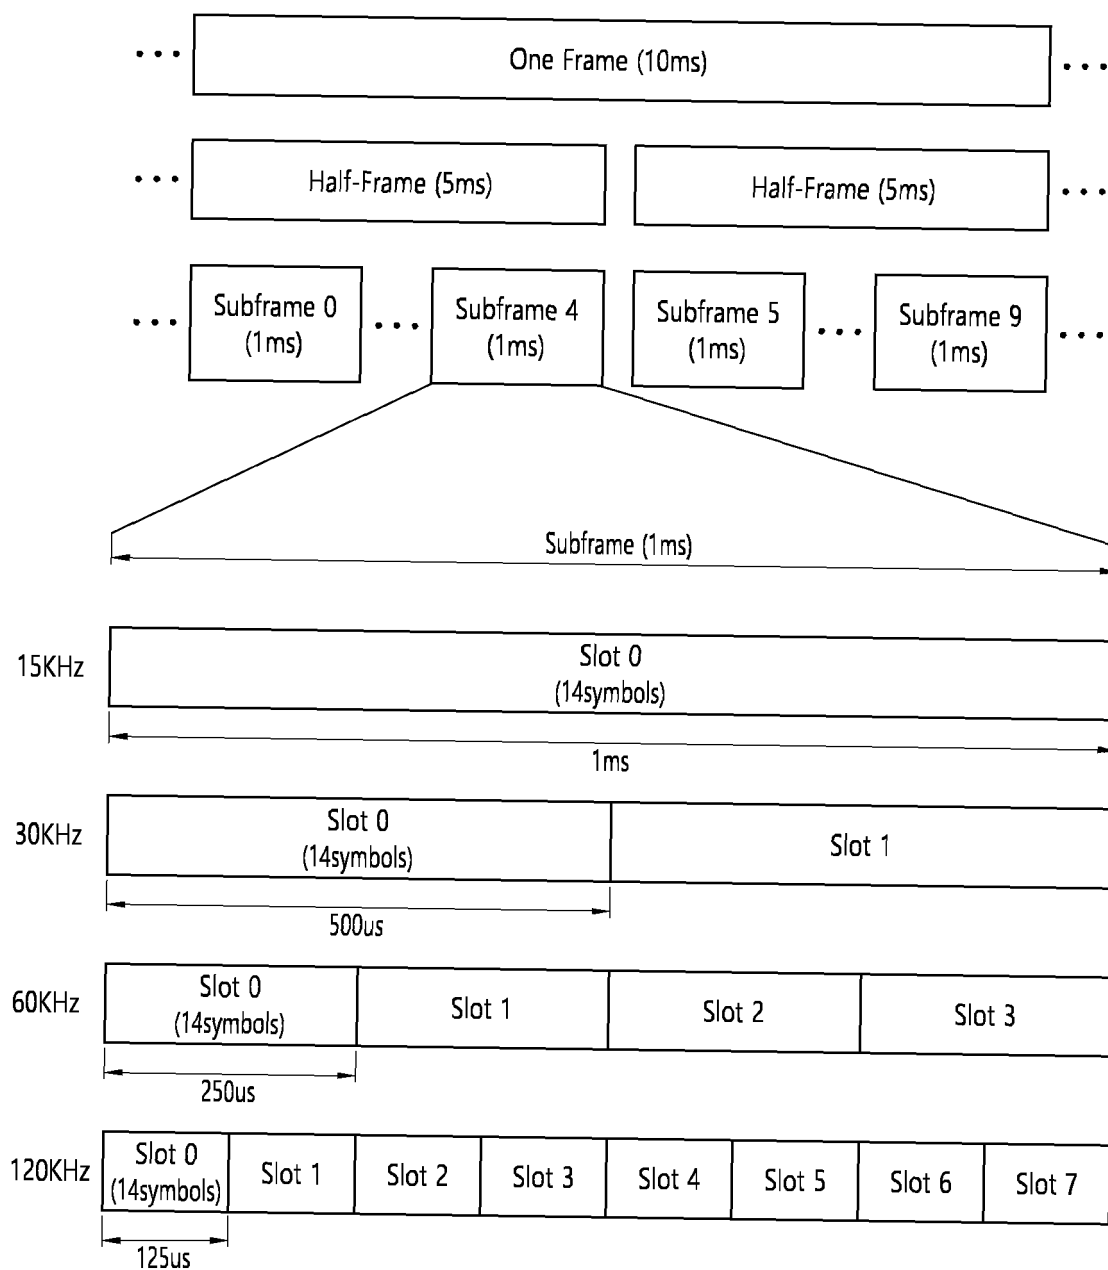 One Frame (10ms)
Half-Frame (5ms)
Half-Frame (5ms)
Subframe 0
(1ms)
Subframe 4
(1ms)
Subframe 5
(1ms)
Subframe 9
(1ms)
Subframe (1ms)
15KHz
Slot 0
(14symbols)
1ms
30KHz
Slot 0
(14symbols)
Slot 1
500us
60KHz
Slot 0
(14symbols)
Slot 1
Slot 2
Slot 3
250us
120KHz
Slot 0
(14symbols)
Slot 1
Slot 2
Slot 3
Slot 4
Slot 5
Slot 6
Slot 7
125us